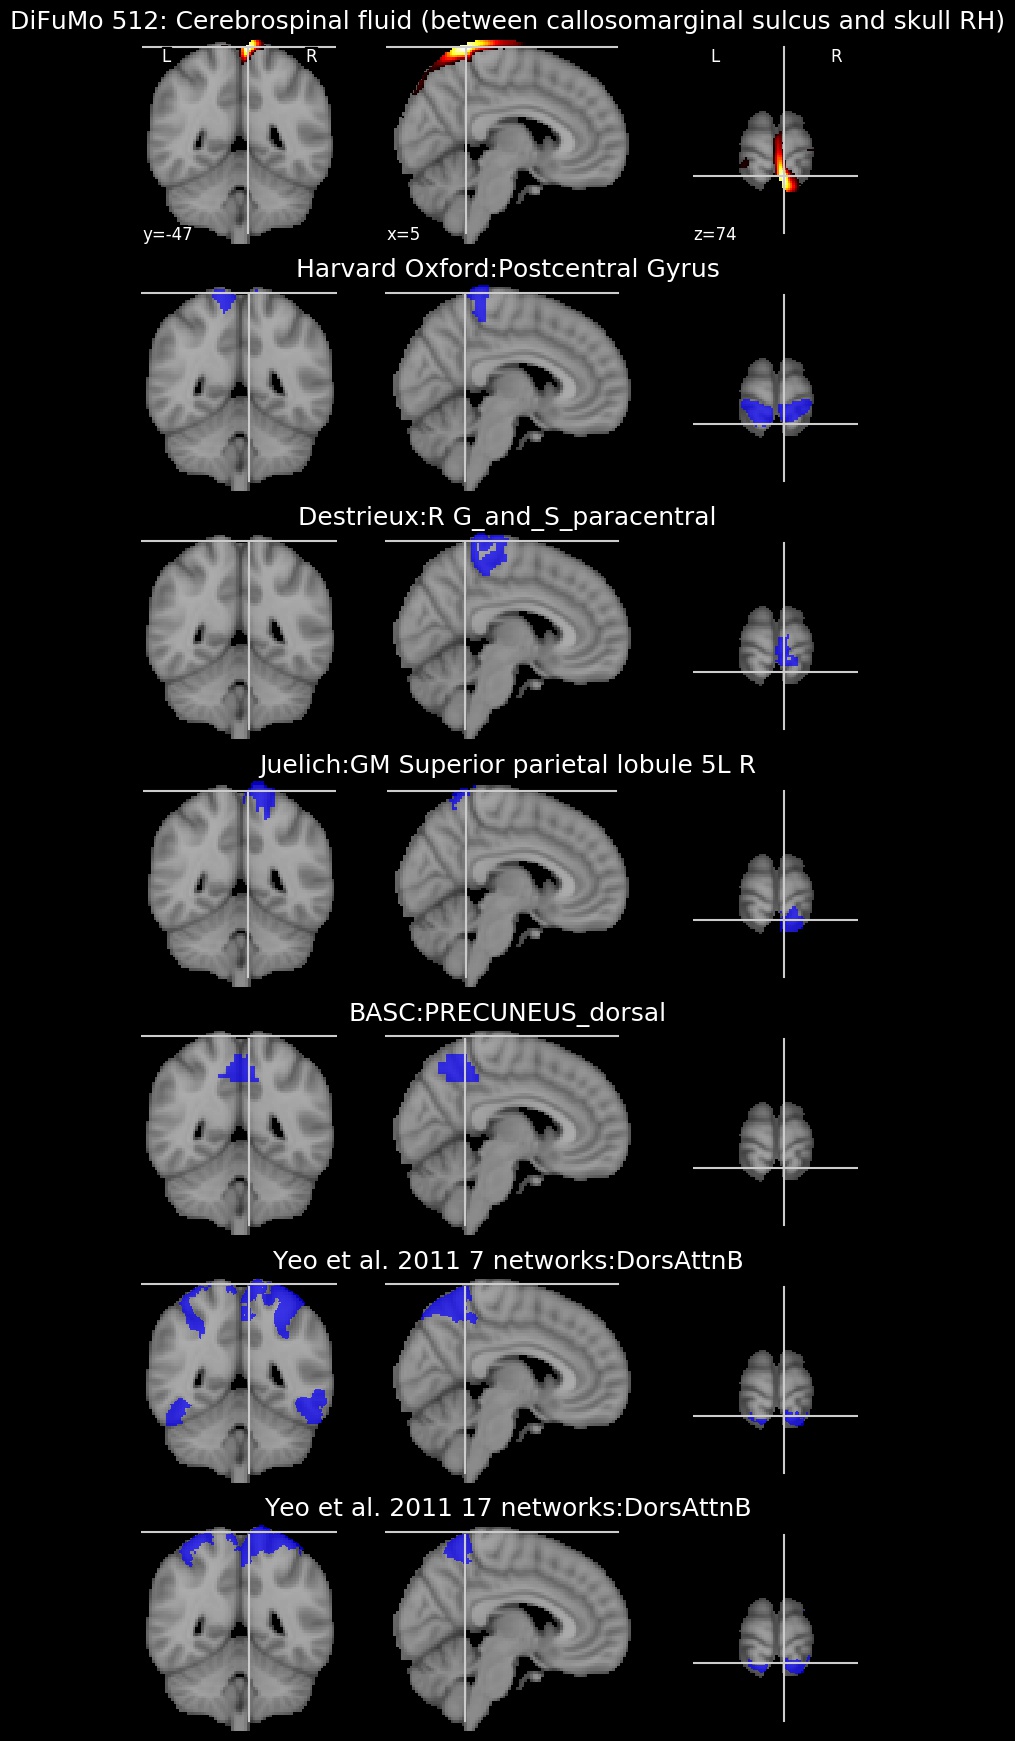 DiFuMo 512: Cerebrospinal fluid (between callosomarginal sulcus and skull RH)
L R L R
y=-47 x=5 z=74
Harvard Oxford:Postcentral Gyrus
Destrieux:R G_and_S_paracentral
Juelich:GM Superior parietal lobule 5L R
BASC:PRECUNEUS_dorsal
Yeo et al. 2011 7 networks:DorsAttnB
Yeo et al. 2011 17 networks:DorsAttnB